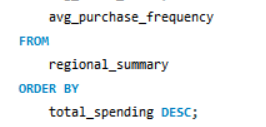 avg_purchase_frequency
FROM
regional_summary
ORDER BY
total_spending DESC;